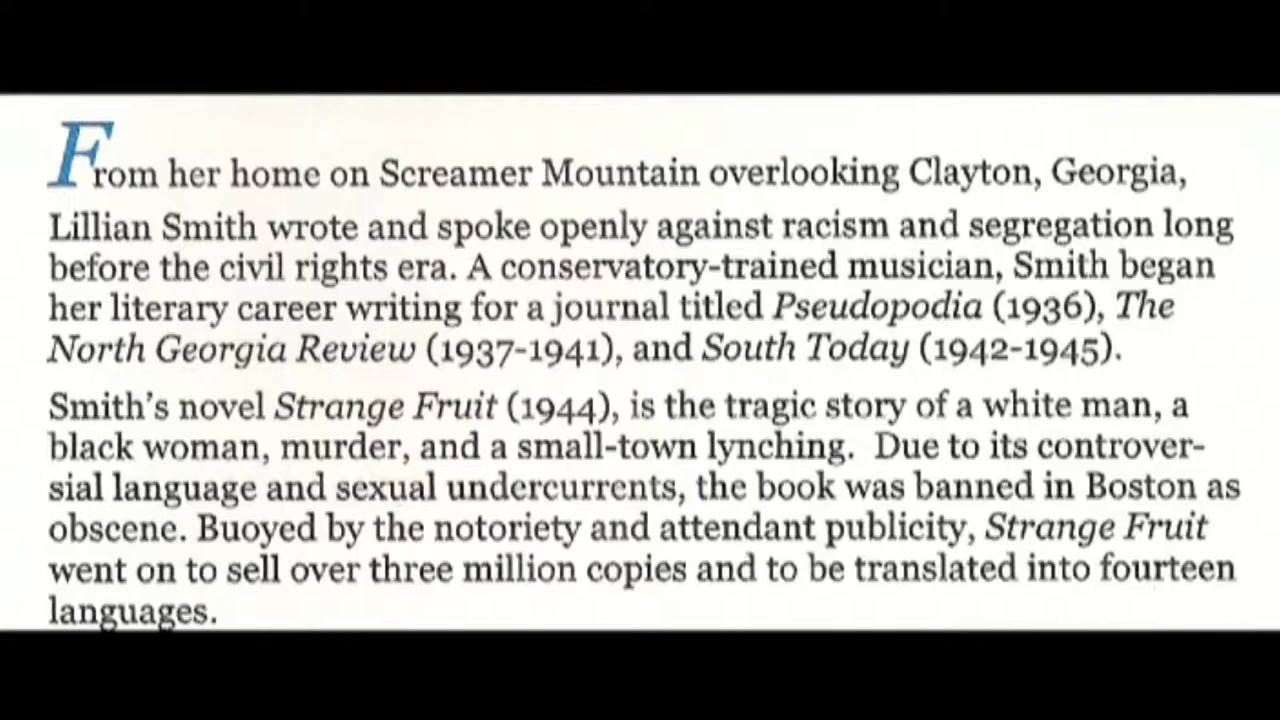 From her home on Screamer Mountain overlooking Clayton, Georgia,
Lillian Smith wrote and spoke openly against racism and segregation long
before the civil rights era. A conservatory-trained musician, Smith began
her literary career writing for a journal titled Pseudopodia (1936), The
North Georgia Review (1937-1941), and South Today (1942-1945).
Smith's novel Strange Fruit (1944), is the tragic story of a white man, a
black woman, murder, and a small-town lynching.  Due to its controver-
sial language and sexual undercurrents, the book was banned in Boston as
obscene. Buoyed by the notoriety and attendant publicity, Strange Fruit
went on to sell over three million copies and to be translated into fourteen
languages.